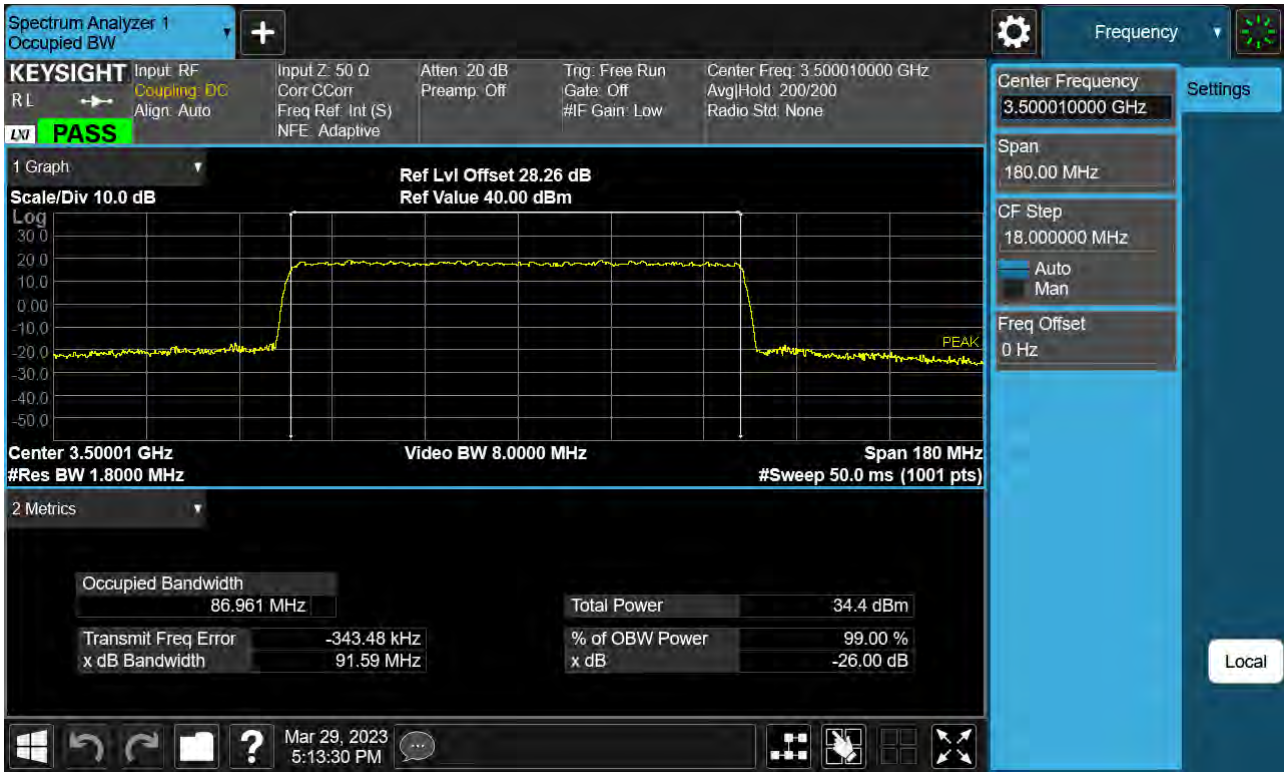 Spectrum Analyzer 1
Occupied BW
+
Frequency
KEYSIGHT
R L
LXI PASS
Input: RF
Coupling: DC
Align: Auto
Input Z: 50 Ω
Corr CCorr
Freq Ref: Int (S)
NFE: Adaptive
Atten: 20 dB
Preamp: Off
Trig: Free Run
Gate: Off
#IF Gain: Low
Center Freq: 3.500010000 GHz
Avg|Hold: 200/200
Radio Std: None
Center Frequency
3.500010000 GHz
Settings
Span
180.00 MHz
CF Step
18.000000 MHz
Auto
Man
Freq Offset
0 Hz
Local
1 Graph
Scale/Div 10.0 dB
Ref Lvl Offset 28.26 dB
Ref Value 40.00 dBm
Log
30.0
20.0
10.0
0.00
-10.0
-20.0
-30.0
-40.0
-50.0
PEAK
Center 3.50001 GHz
#Res BW 1.8000 MHz
Video BW 8.0000 MHz
Span 180 MHz
#Sweep 50.0 ms (1001 pts)
2 Metrics
Occupied Bandwidth
86.961 MHz
Total Power 34.4 dBm
Transmit Freq Error -343.48 kHz
% of OBW Power 99.00 %
x dB Bandwidth 91.59 MHz
x dB -26.00 dB
?
Mar 29, 2023
5:13:30 PM